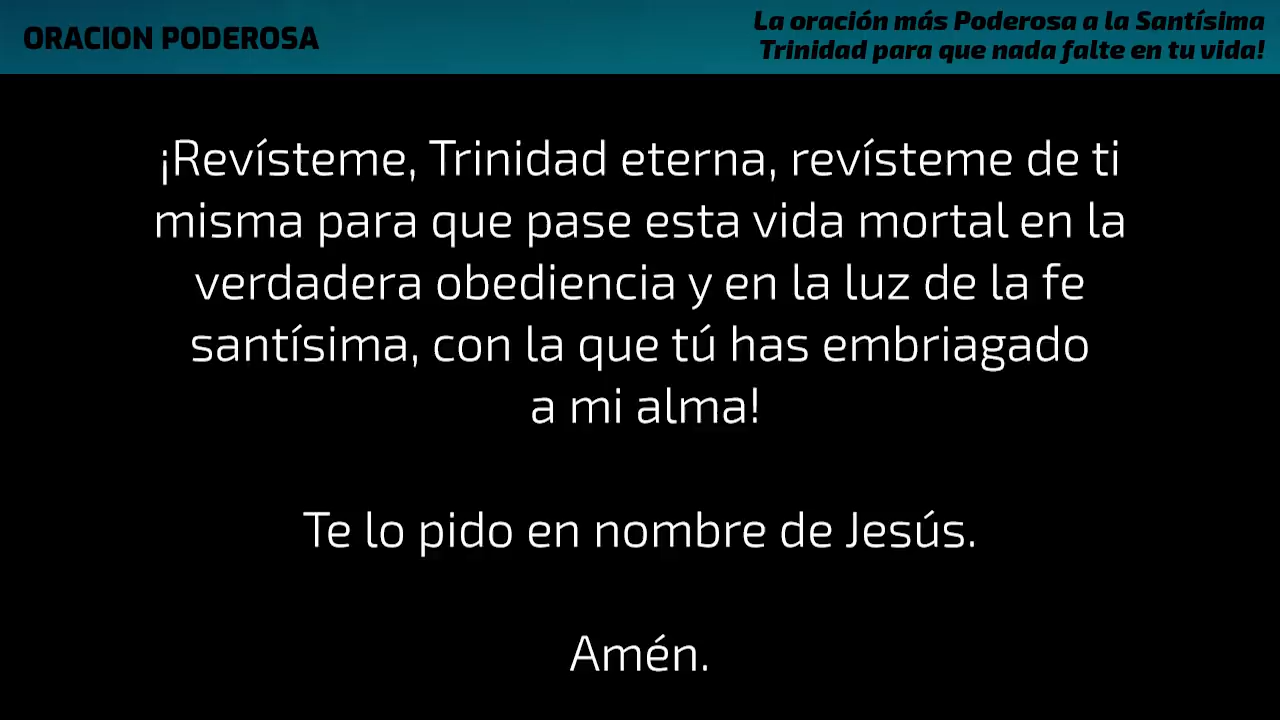 ORACION PODEROSA
La oración más Poderosa a la Santísima
Trinidad para que nada falte en tu vida!
¡Revísteme, Trinidad eterna, revísteme de ti
misma para que pase esta vida mortal en la
verdadera obediencia y en la luz de la fe
santísima, con la que tú has embriagado
a mi alma!
Te lo pido en nombre de Jesús.
Amén.